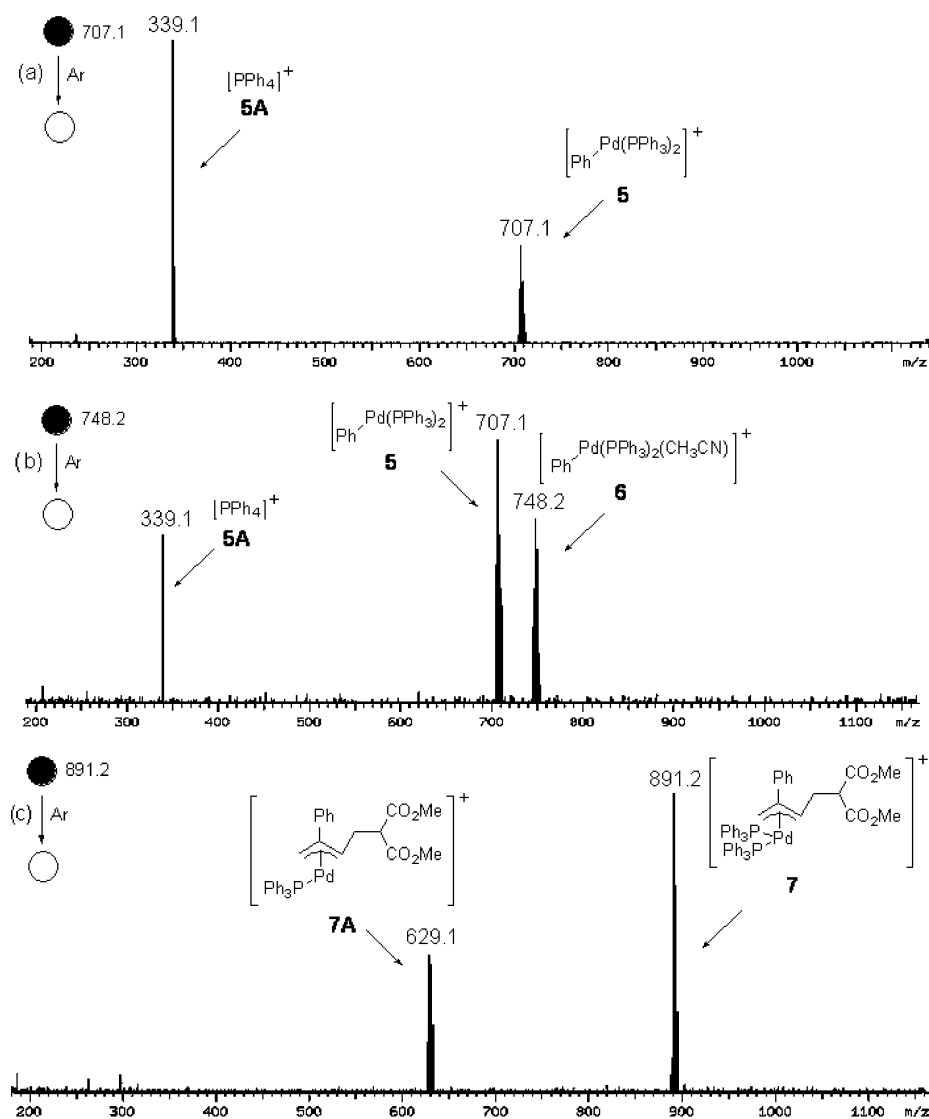 707.1
339.1
(a)
Ar
[PPh4]+
5A
[Ph Pd(PPh3)2]+
5
707.1
200 300 400 500 600 700 800 900 1000 m/z
748.2
(b)
Ar
339.1
[PPh4]+
5A
[Ph Pd(PPh3)2]+
5
707.1
[Ph Pd(PPh3)2(CH3CN)]+
6
748.2
200 300 400 500 600 700 800 900 1000 1100 m/z
891.2
(c)
Ar
Ph
CO2Me
CO2Me
+
Ph3P
Pd
7A
629.1
891.2
Ph
CO2Me
CO2Me
+
Ph3P
Ph3P
Pd
7
200 300 400 500 600 700 800 900 1000 1100 m/z